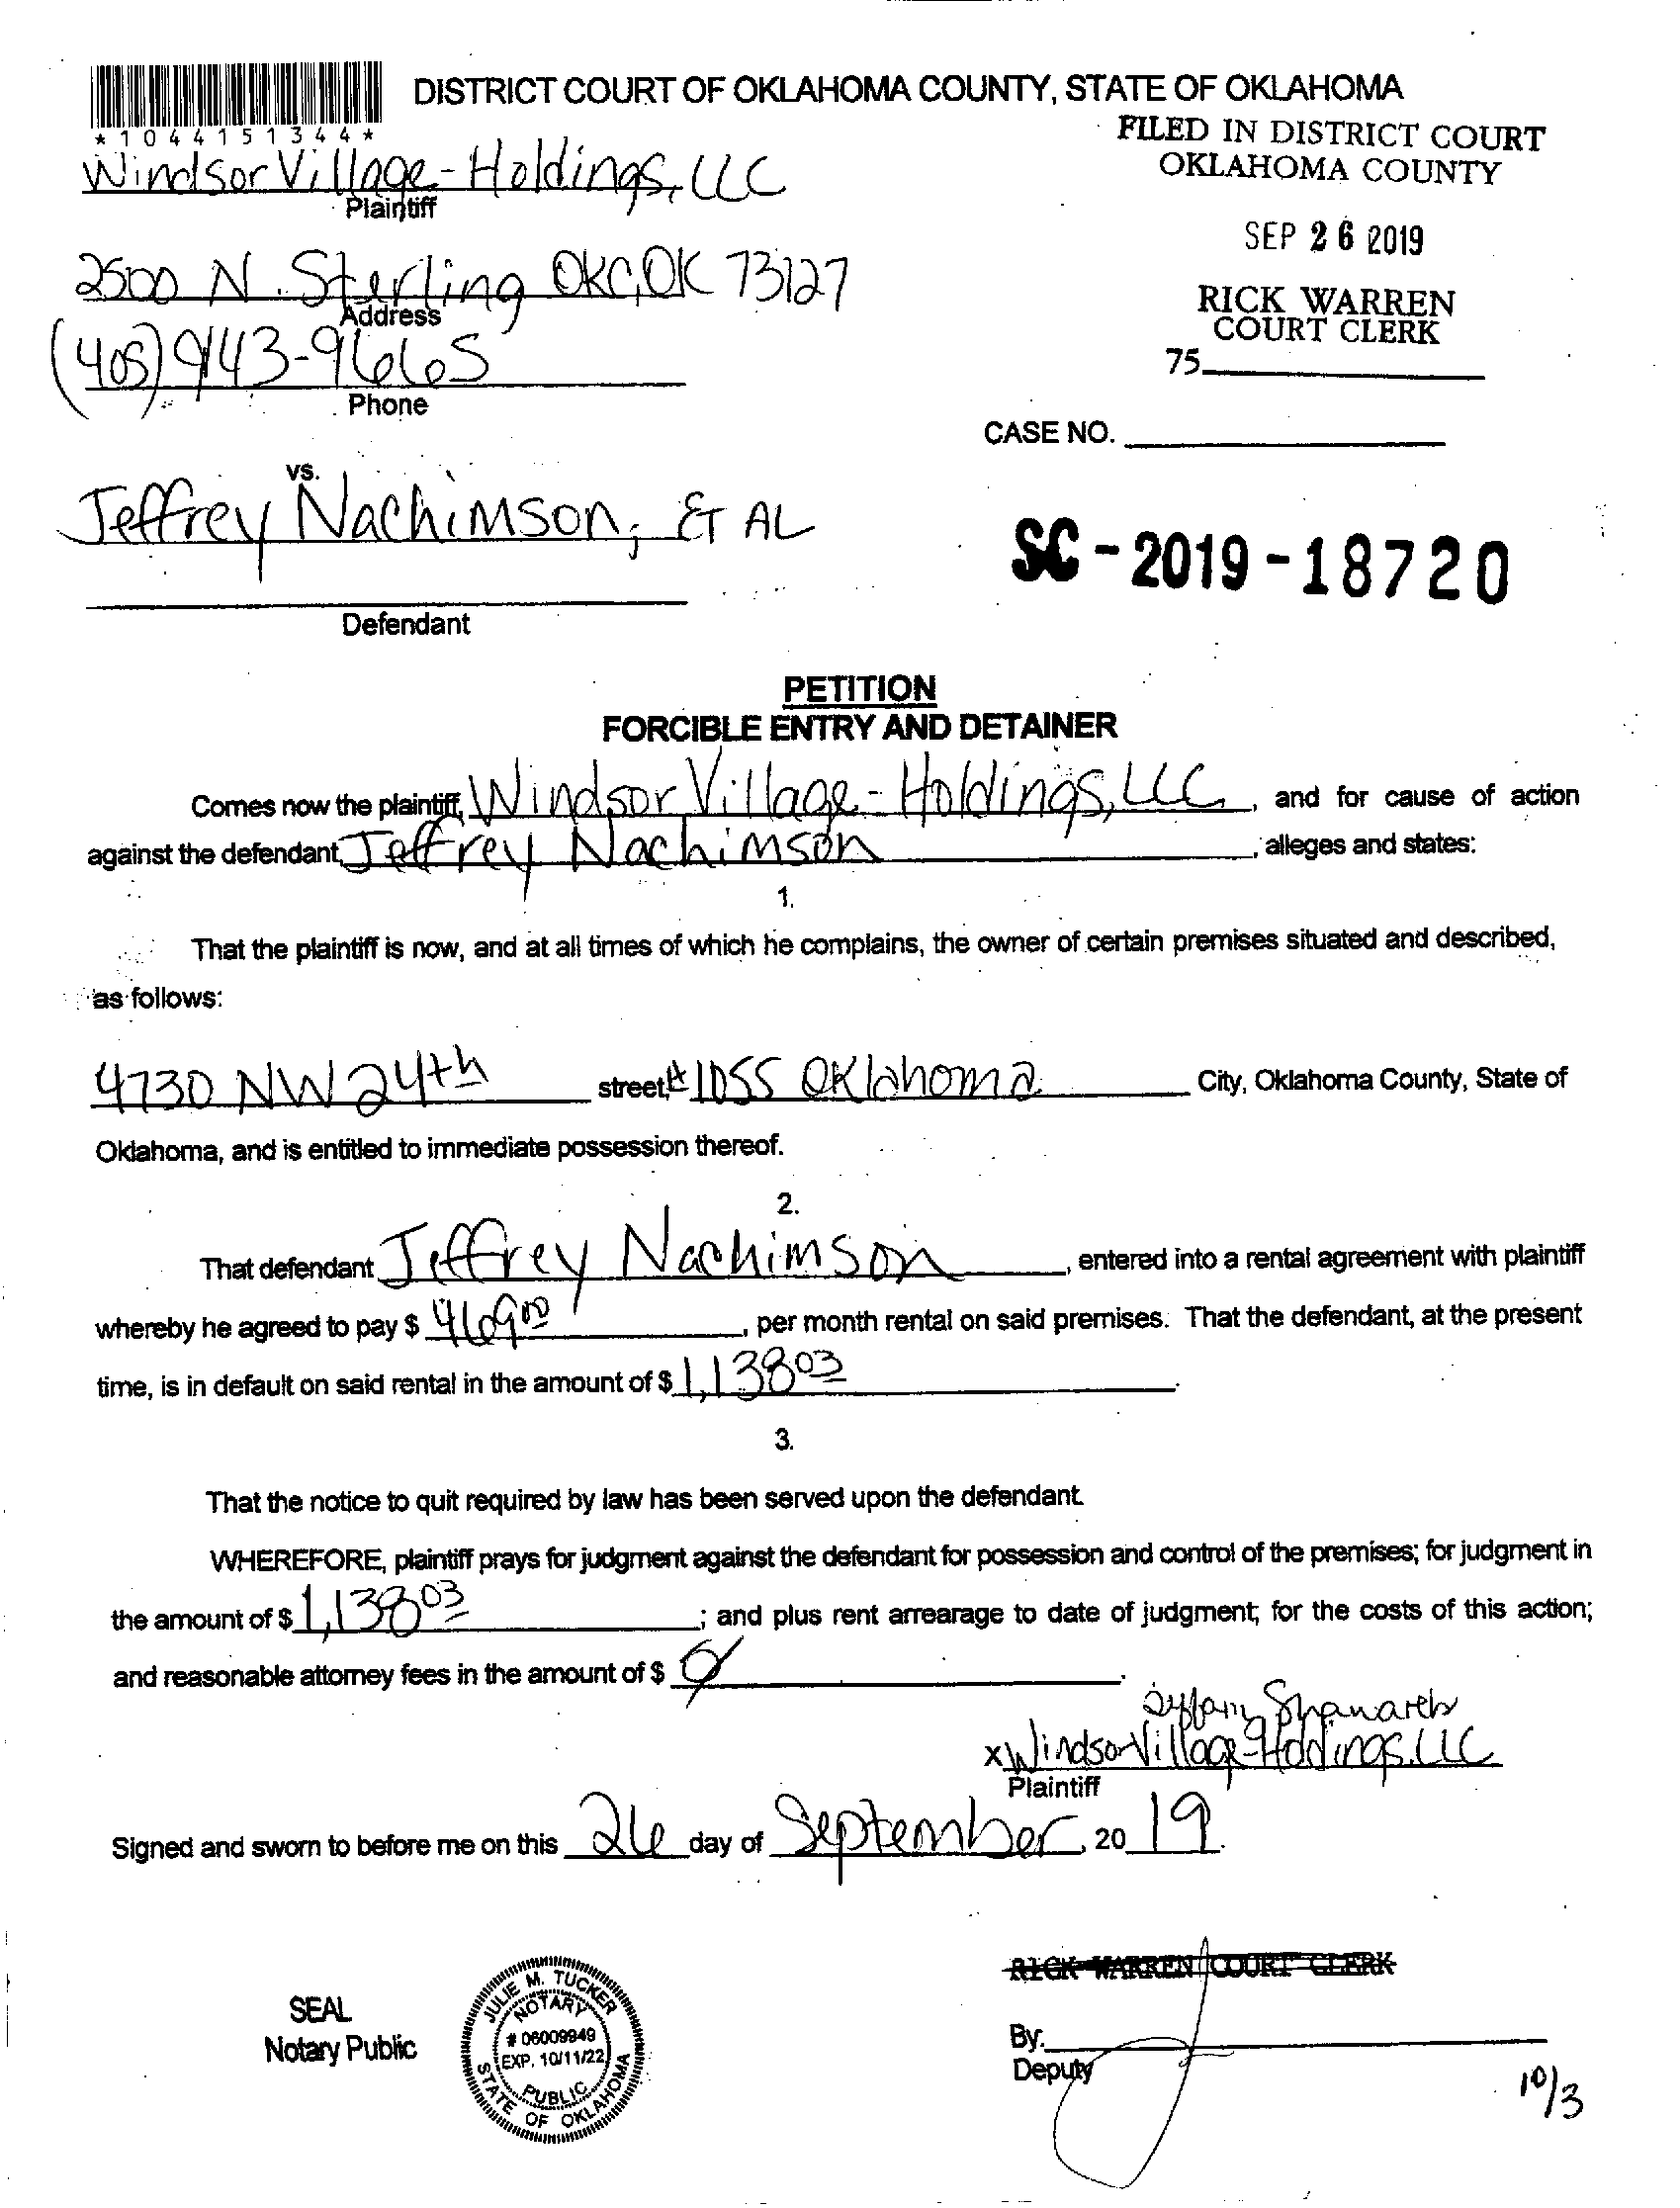 DISTRICT COURT OF OKLAHOMA COUNTY, STATE OF OKLAHOMA
*1044151344*
FILED IN DISTRICT COURT
OKLAHOMA COUNTY
SEP 26 2019
RICK WARREN
COURT CLERK
75
Windsor Village-Holdings, LLC
Plaintiff
2500 N. Sterling OKC, OK 73127
Address
(405) 943-9665
Phone
CASE NO.
vs.
Jeffrey Nachimson, ET AL
SC-2019-18720
Defendant
PETITION
FORCIBLE ENTRY AND DETAINER
Comes now the plaintiff, Windsor Village-Holdings, LLC, and for cause of action
against the defendant, Jeffrey Nachimson, alleges and states:
1.
That the plaintiff is now, and at all times of which he complains, the owner of certain premises situated and described,
as follows:
4730 NW 24th street, #1055 Oklahoma City, Oklahoma County, State of
Oklahoma, and is entitled to immediate possession thereof.
2.
That defendant Jeffrey Nachimson, entered into a rental agreement with plaintiff
whereby he agreed to pay $ 469.00, per month rental on said premises. That the defendant, at the present
time, is in default on said rental in the amount of $ 1,138.03.
3.
That the notice to quit required by law has been served upon the defendant.
WHEREFORE, plaintiff prays for judgment against the defendant for possession and control of the premises; for judgment in
the amount of $ 1,138.03; and plus rent arrearage to date of judgment; for the costs of this action;
and reasonable attorney fees in the amount of $ 0.
x Windsor Village-Holdings, LLC
Plaintiff
Signed and sworn to before me on this 26 day of September, 2019.
RICK WARREN COURT CLERK
SEAL
Notary Public
JULIE M. TUCKER
NOTARY
# 06009949
EXP. 10/11/22
PUBLIC
STATE OF OKLAHOMA
By.
Deputy
10/3